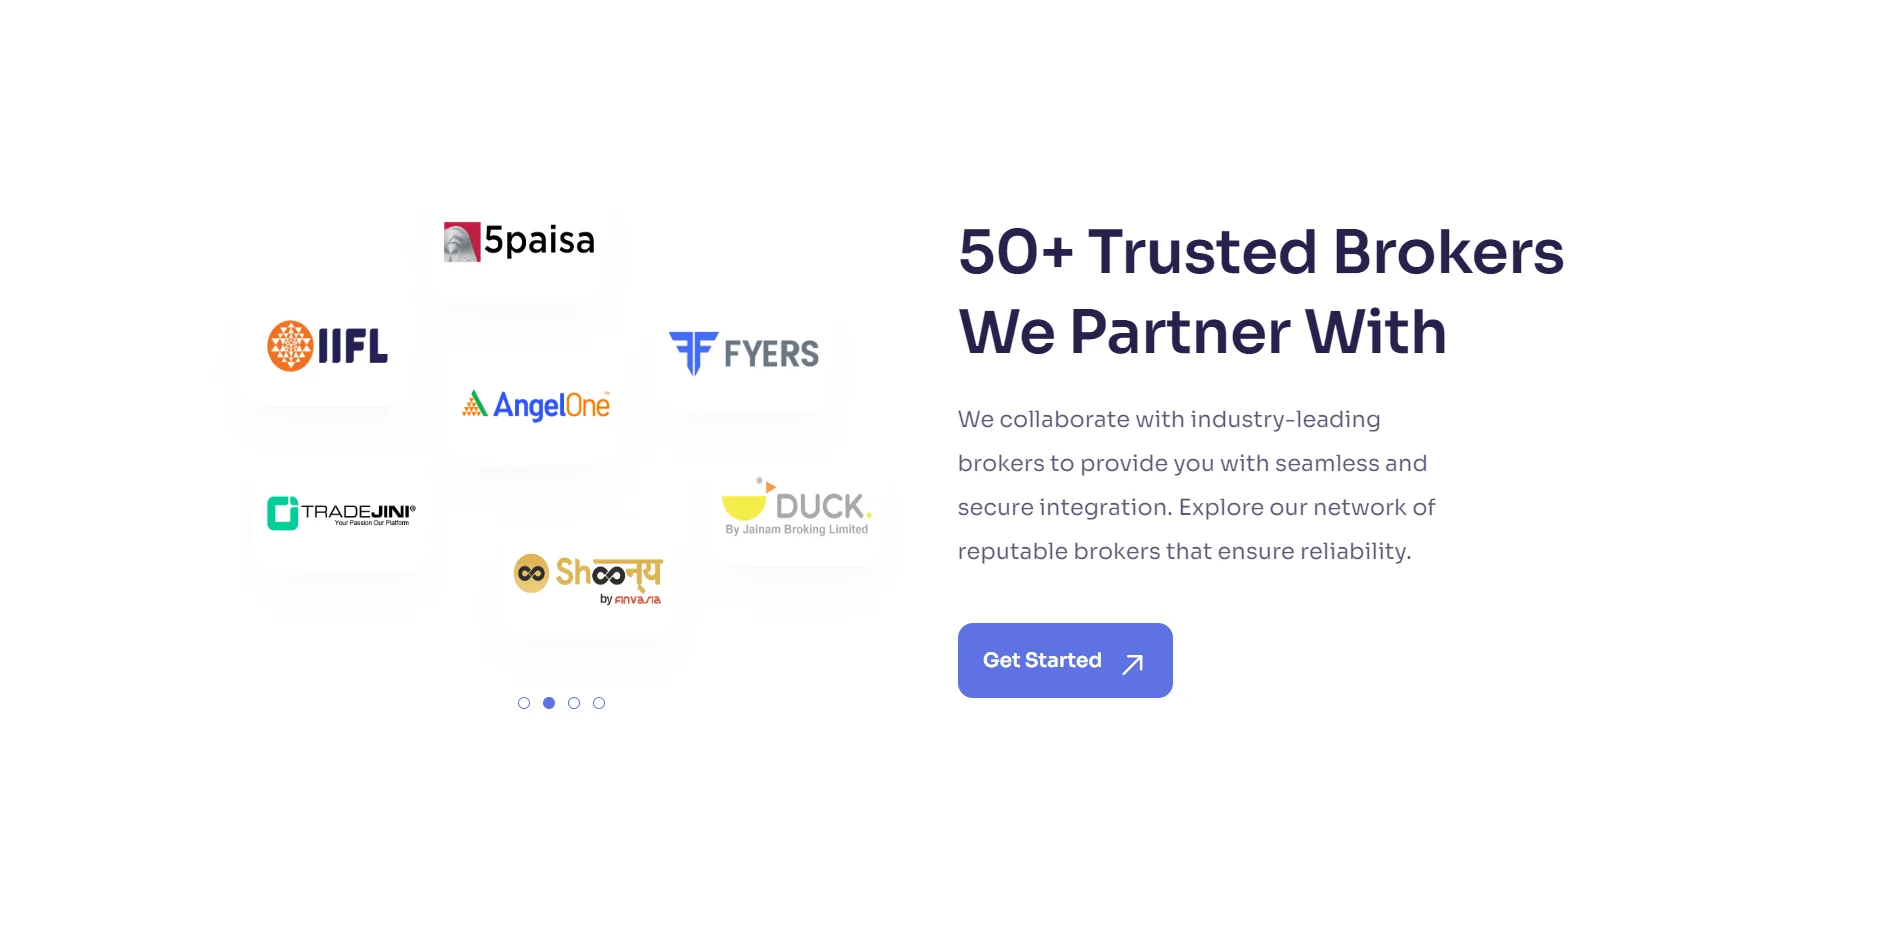 5paisa
IIFL
FYERS
AngelOne™
TRADEJINI®
Your Passion Our Platform
DUCK.
By Jainam Broking Limited
Shoonya न्य
by FINVASIA
50+ Trusted Brokers
We Partner With
We collaborate with industry-leading
brokers to provide you with seamless and
secure integration. Explore our network of
reputable brokers that ensure reliability.
Get Started